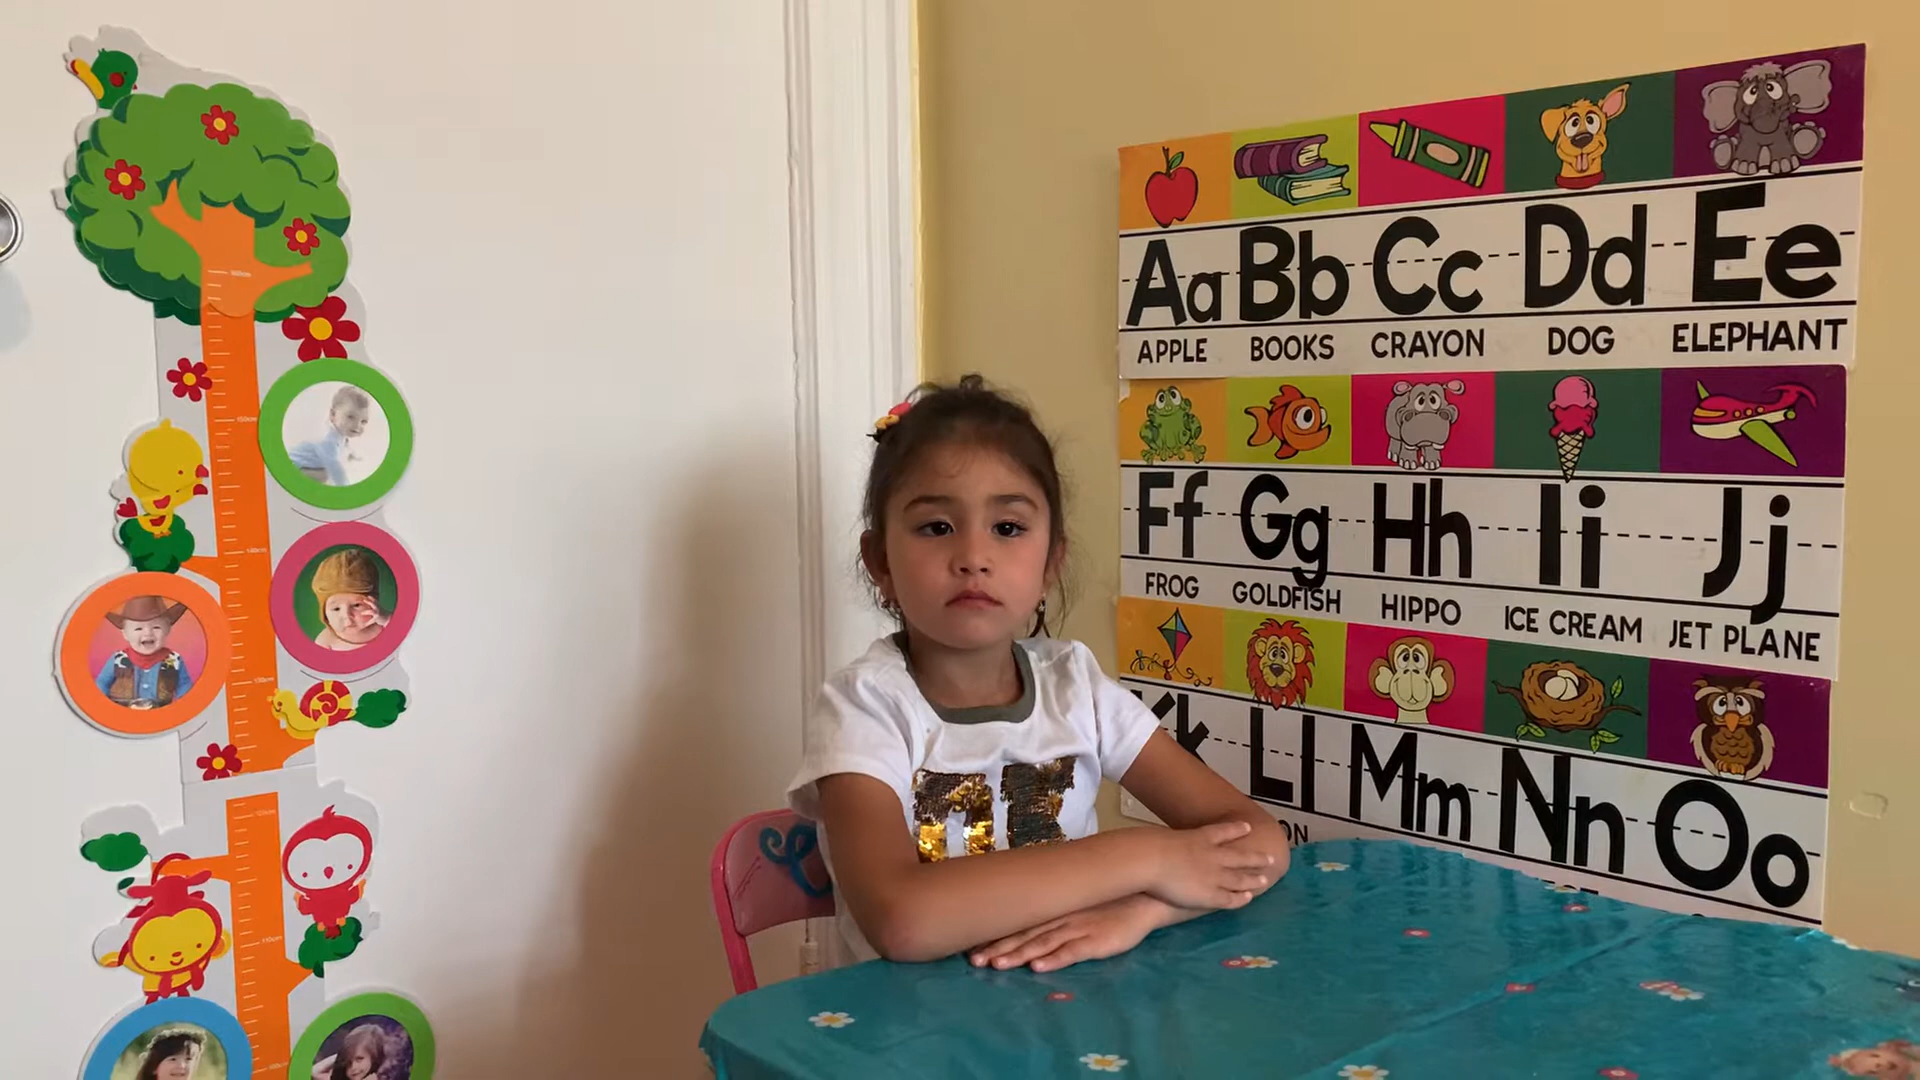 Aa Bb Cc Dd Ee
APPLE BOOKS CRAYON DOG ELEPHANT
Ff Gg Hh Ii Jj
FROG GOLDFISH HIPPO ICE CREAM JET PLANE
Kk Ll Mm Nn Oo